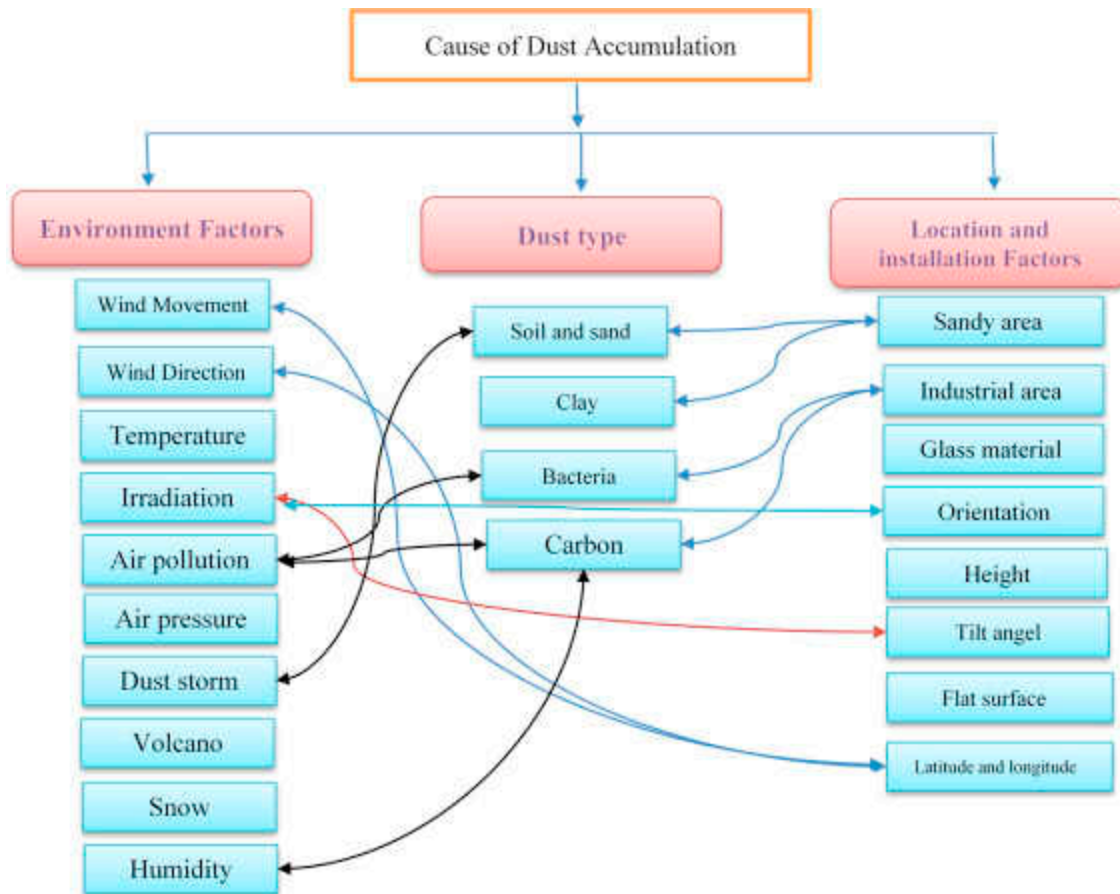 Cause of Dust Accumulation
Environment Factors
Wind Movement
Wind Direction
Temperature
Irradiation
Air pollution
Air pressure
Dust storm
Volcano
Snow
Humidity
Dust type
Soil and sand
Clay
Bacteria
Carbon
Location and
installation Factors
Sandy area
Industrial area
Glass material
Orientation
Height
Tilt angel
Flat surface
Latitude and longitude